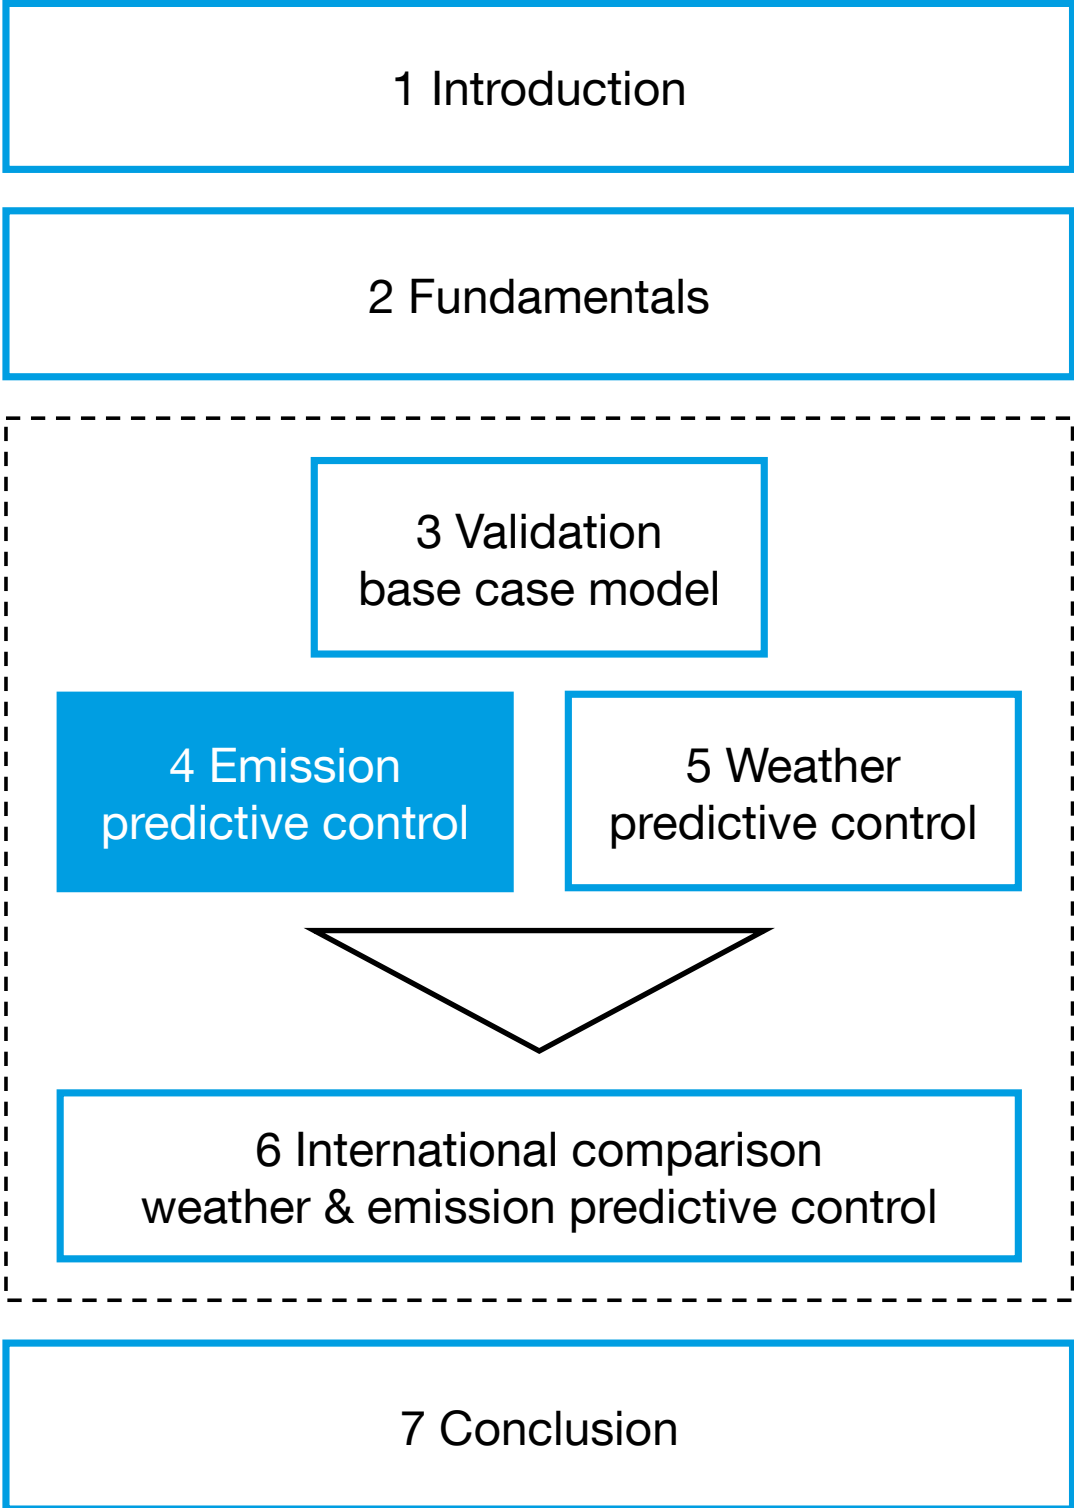 1 Introduction
2 Fundamentals
3 Validation
base case model
4 Emission
predictive control
5 Weather
predictive control
6 International comparison
weather & emission predictive control
7 Conclusion